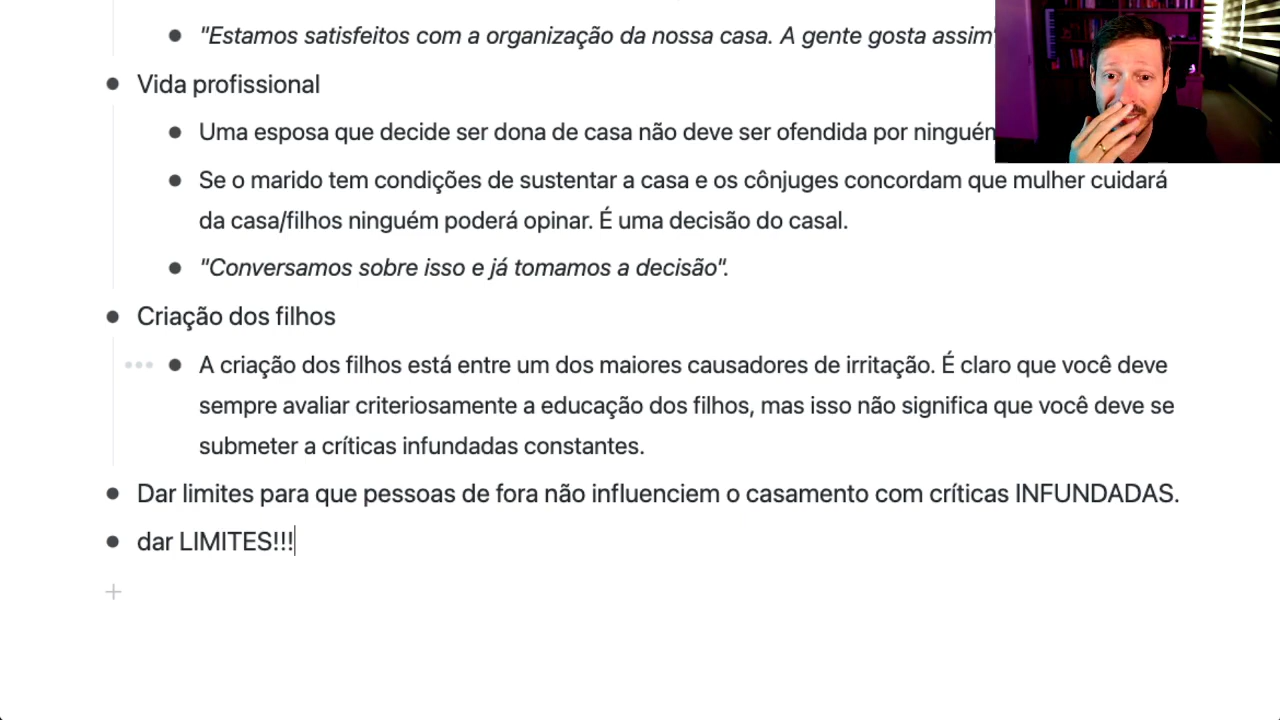 "Estamos satisfeitos com a organização da nossa casa. A gente gosta assim"
Vida profissional
Uma esposa que decide ser dona de casa não deve ser ofendida por
Se o marido tem condições de sustentar a casa e os cônjuges concordam que mulher cuidará
da casa/filhos ninguém poderá opinar. É uma decisão do casal.
"Conversamos sobre isso e já tomamos a decisão".
Criação dos filhos
A criação dos filhos está entre um dos maiores causadores de irritação. É claro que você deve
sempre avaliar criteriosamente a educação dos filhos, mas isso não significa que você deve se
submeter a críticas infundadas constantes.
Dar limites para que pessoas de fora não influenciem o casamento com críticas INFUNDADAS.
dar LIMITES!!!